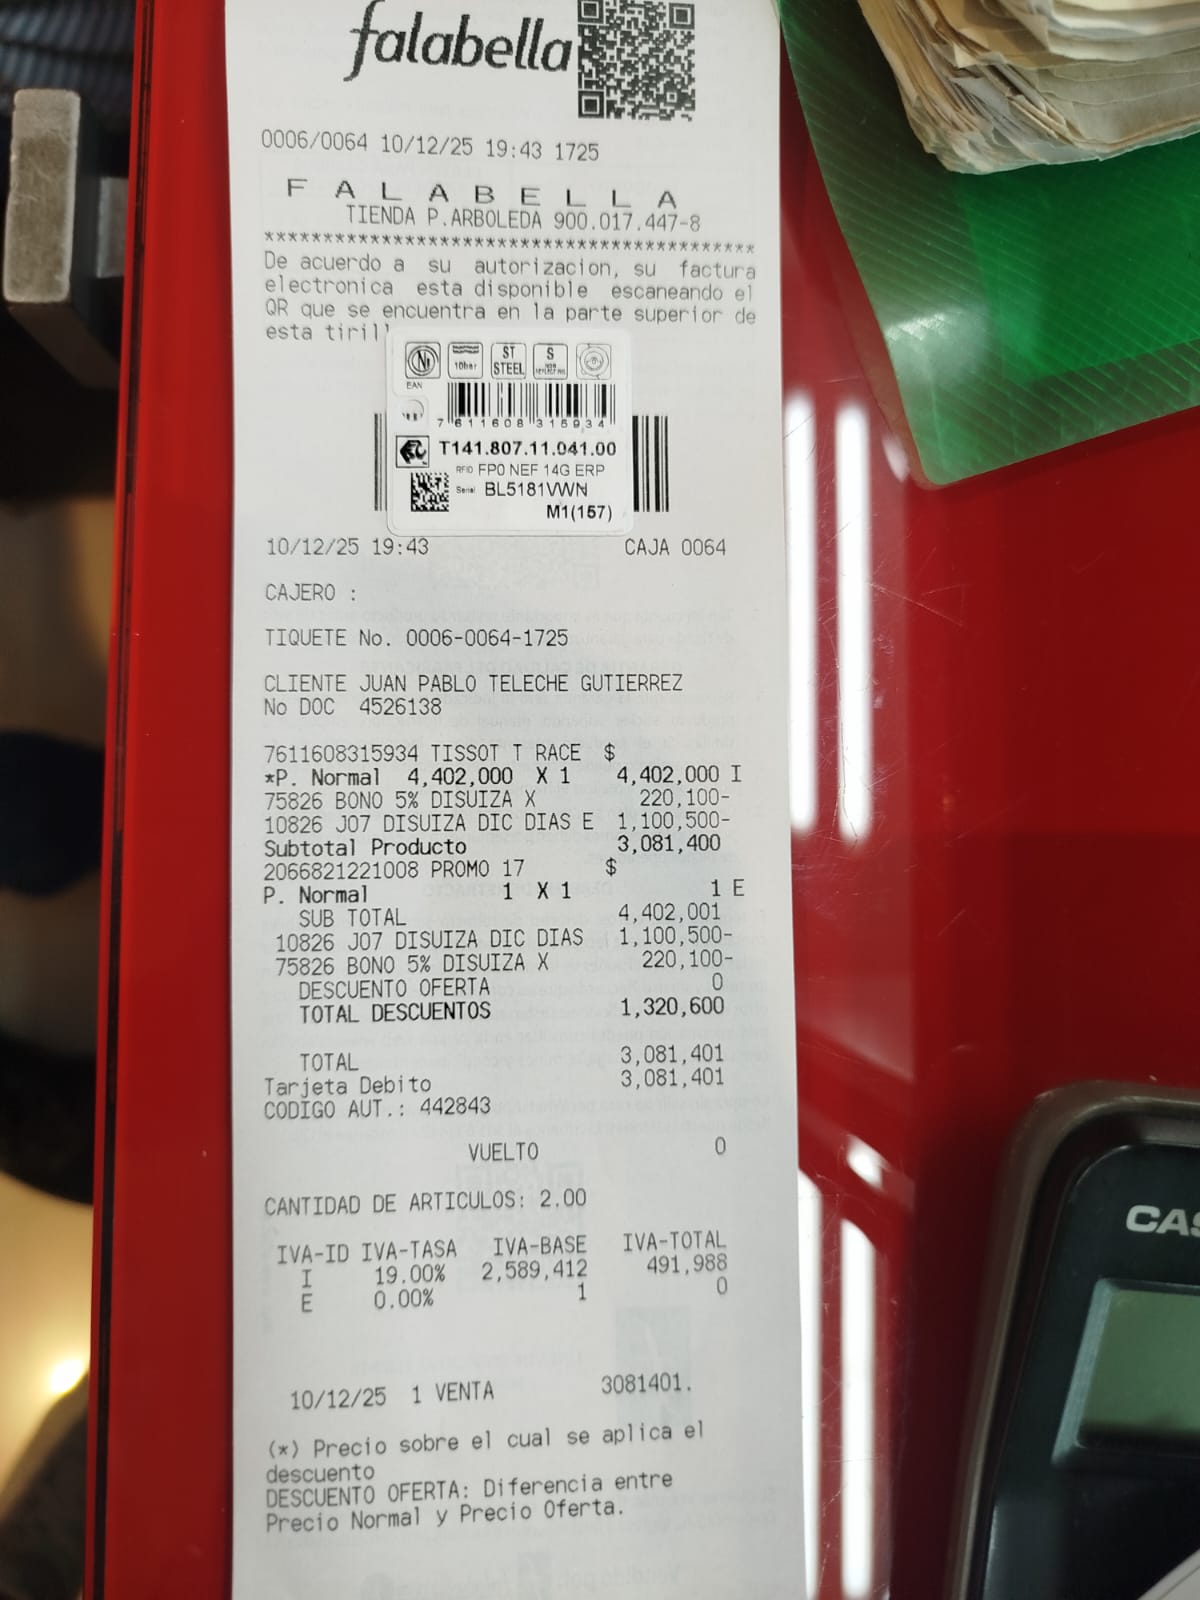 falabella
0006/0064 10/12/25 19:43 1725
F A L A B E L L A
TIENDA P.ARBOLEDA 900.017.447-8
******************************************
De acuerdo a su autorizacion, su factura
electronica esta disponible escaneando el
QR que se encuentra en la parte superior de
esta tirill
N
10bar
ST STEEL
S NON REFLECTING
EAN
7 611608 315934
T141.807.11.041.00
RFID FP0 NEF 14G ERP
Serial BL5181VWN
M1(157)
10/12/25 19:43 CAJA 0064
CAJERO :
TIQUETE No. 0006-0064-1725
CLIENTE JUAN PABLO TELECHE GUTIERREZ
No DOC 4526138
7611608315934 TISSOT T RACE $
*P. Normal 4,402,000 X 1 4,402,000 I
75826 BONO 5% DISUIZA X 220,100-
10826 J07 DISUIZA DIC DIAS E 1,100,500-
Subtotal Producto 3,081,400
2066821221008 PROMO 17 $
P. Normal 1 X 1 1 E
SUB TOTAL 4,402,001
10826 J07 DISUIZA DIC DIAS 1,100,500-
75826 BONO 5% DISUIZA X 220,100-
DESCUENTO OFERTA 0
TOTAL DESCUENTOS 1,320,600
TOTAL 3,081,401
Tarjeta Debito 3,081,401
CODIGO AUT.: 442843
VUELTO 0
CANTIDAD DE ARTICULOS: 2.00
IVA-ID IVA-TASA IVA-BASE IVA-TOTAL
I 19.00% 2,589,412 491,988
E 0.00% 1 0
10/12/25 1 VENTA 3081401.
(*) Precio sobre el cual se aplica el
descuento
DESCUENTO OFERTA: Diferencia entre
Precio Normal y Precio Oferta.
CAS